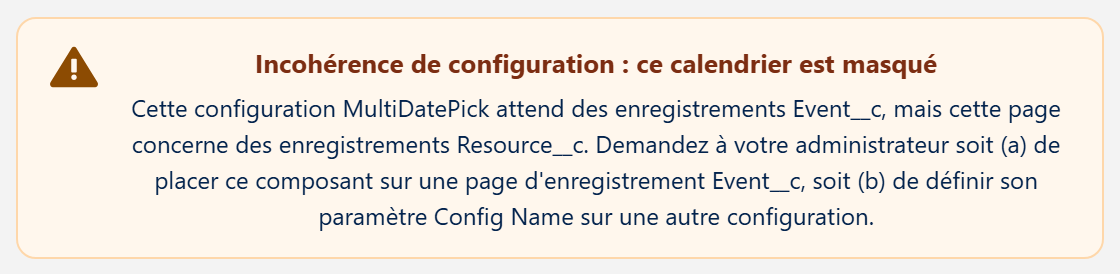 Incohérence de configuration : ce calendrier est masqué
Cette configuration MultiDatePick attend des enregistrements Event__c, mais cette page
concerne des enregistrements Resource__c. Demandez à votre administrateur soit (a) de
placer ce composant sur une page d'enregistrement Event__c, soit (b) de définir son
paramètre Config Name sur une autre configuration.